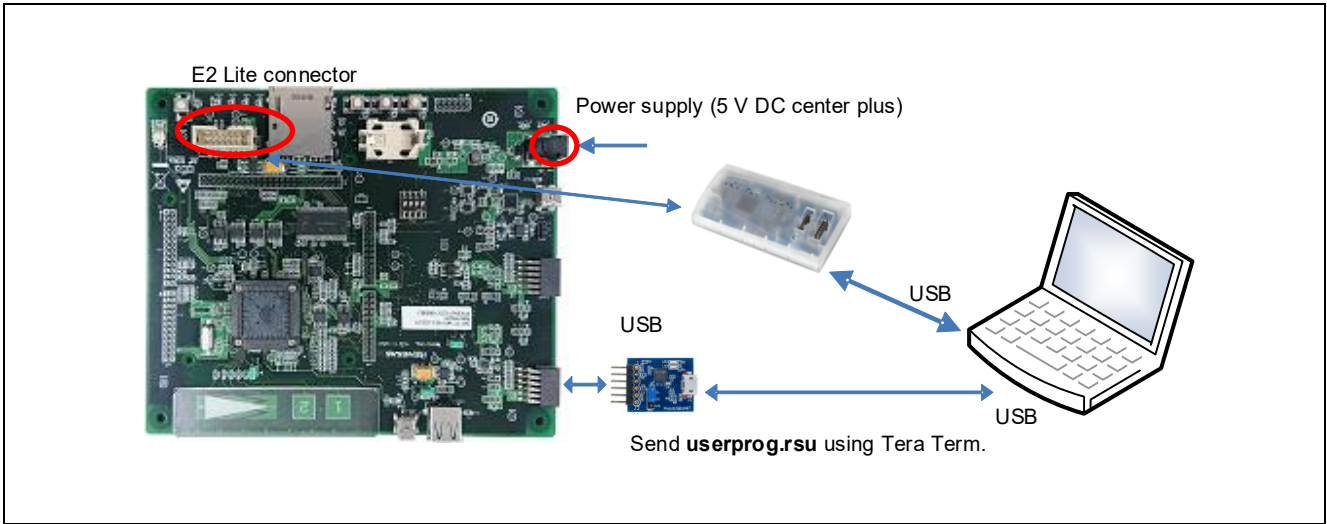 E2 Lite connector
Power supply (5 V DC center plus)
USB
USB
USB
Send userprog.rsu using Tera Term.